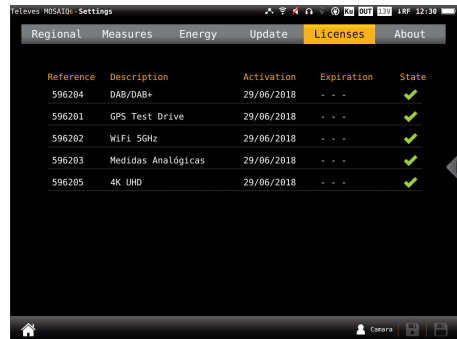 Televes MOSAIQ6-Settings Ku OUT 13V ↓RF 12:30
Regional Measures Energy Update Licenses About
Reference Description Activation Expiration State
596204 DAB/DAB+ 29/06/2018 - - -
596201 GPS Test Drive 29/06/2018 - - -
596202 WiFi 5GHz 29/06/2018 - - -
596203 Medidas Analógicas 29/06/2018 - - -
596205 4K UHD 29/06/2018 - - -
Camara